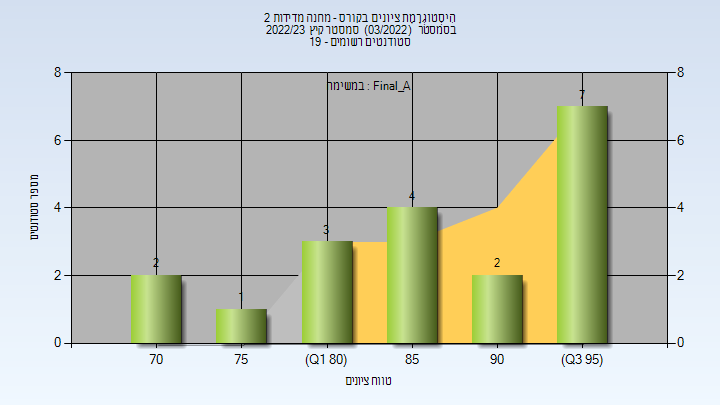 היסטוגרמת ציונים בקורס - מחנה מדידות 2
בסמסטר (03/2022) סמסטר קיץ 2022/23
סטודנטים רשומים - 19
במשימה : Final_A
8
6
4
2
0
8
6
4
2
0
מספר סטודנטים
2
1
3
4
2
7
70
75
(Q1 80)
85
90
(Q3 95)
טווח ציונים